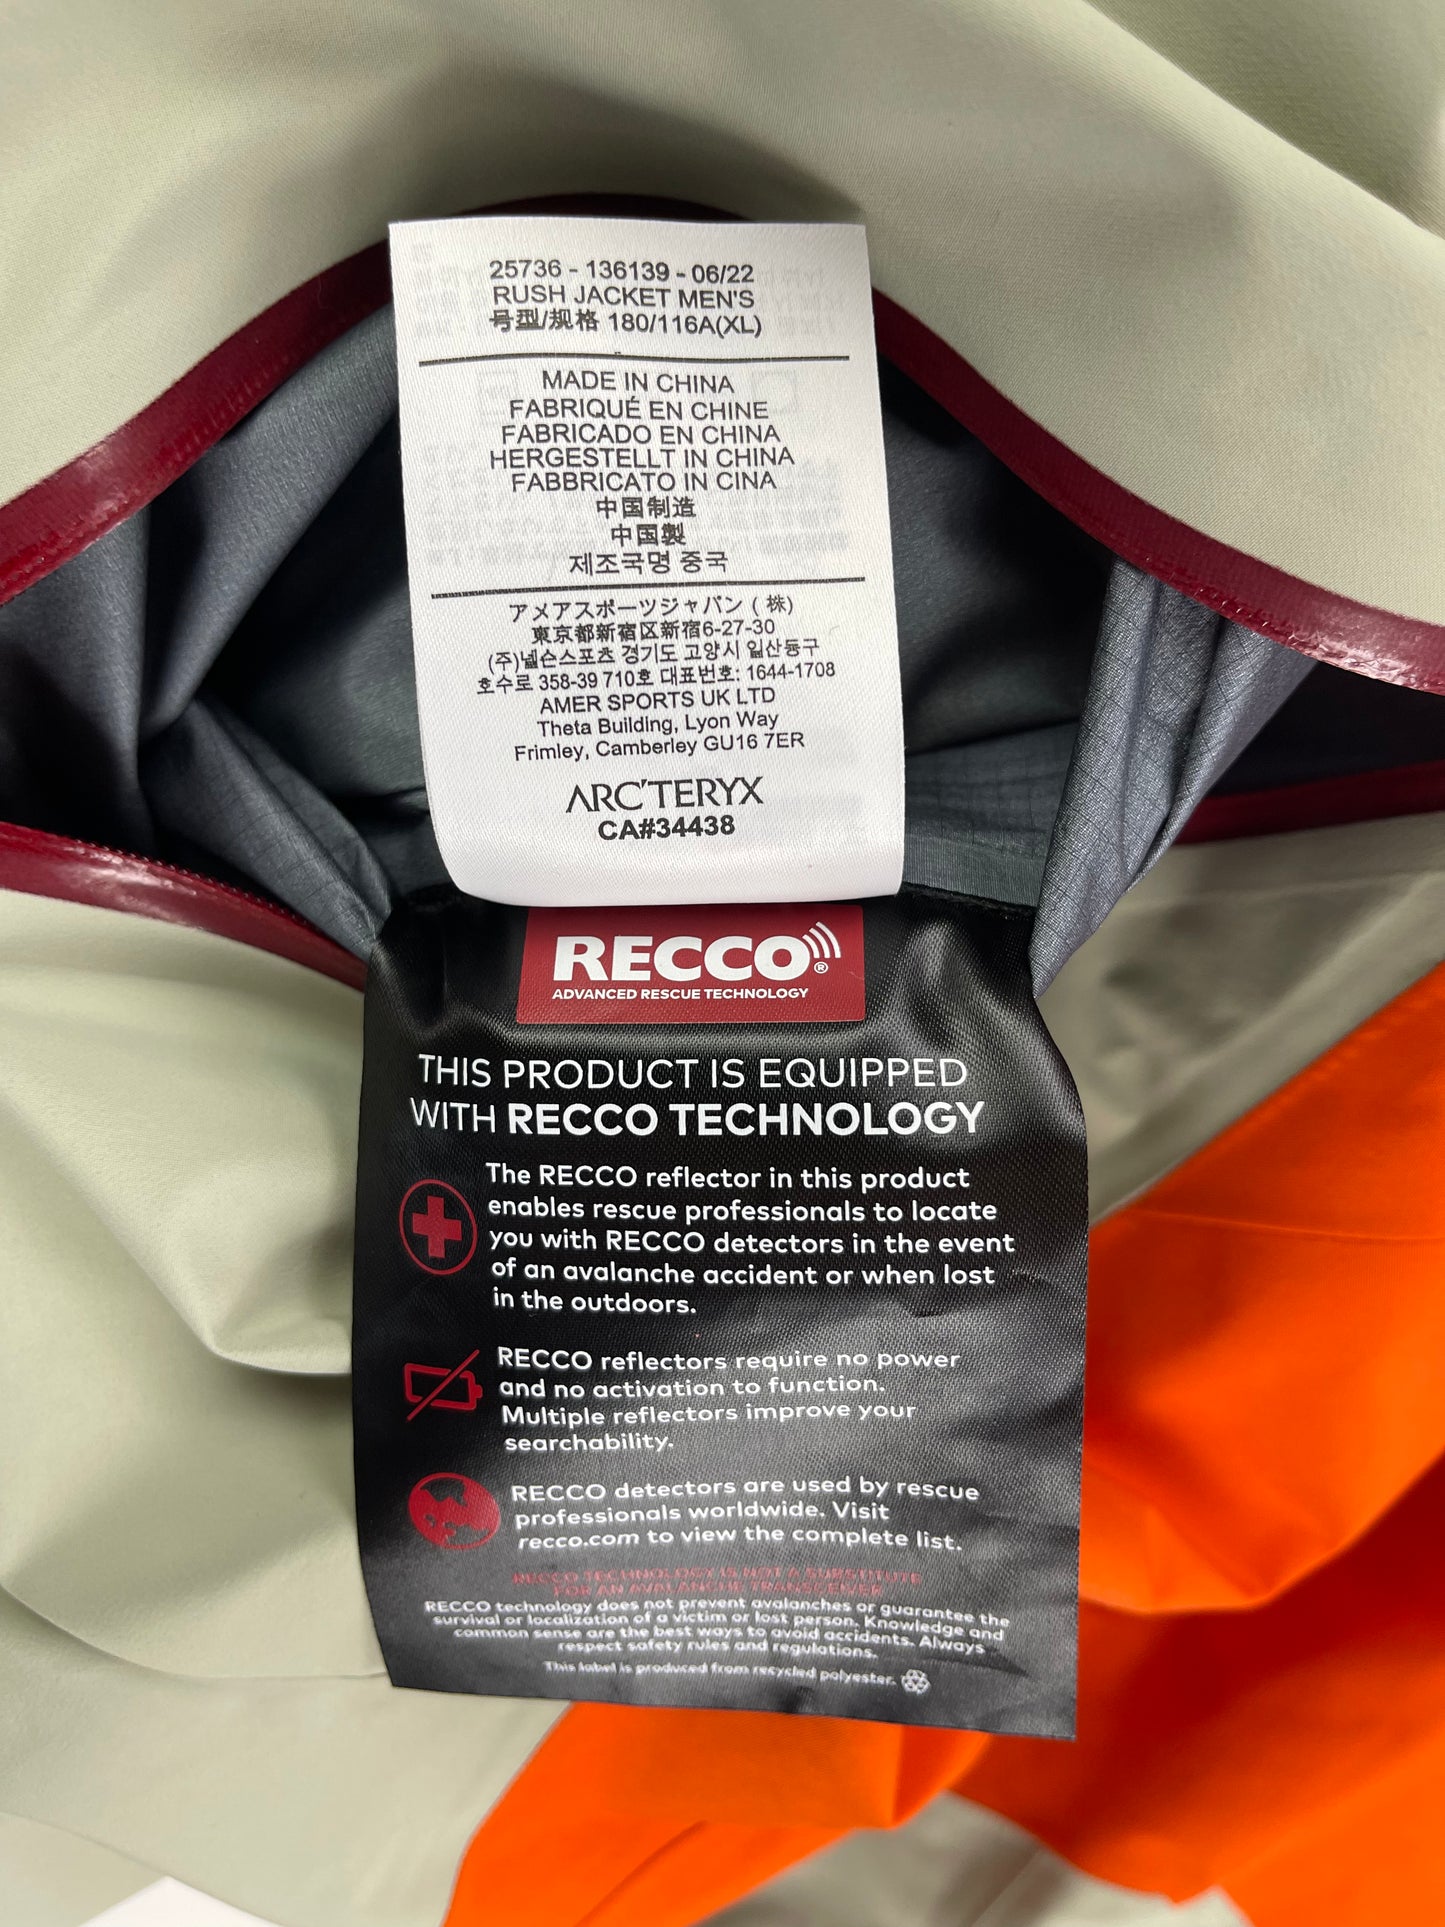 25736 - 136139 - 06/22
RUSH JACKET MEN'S
号型/规格 180/116A(XL)
MADE IN CHINA
FABRIQUÉ EN CHINE
FABRICADO EN CHINA
HERGESTELLT IN CHINA
FABBRICATO IN CINA
中国制造
中国製
제조국명 중국
アメアスポーツジャパン ( 株)
東京都新宿区新宿6-27-30
(주)넬슨스포츠 경기도 고양시 일산동구
호수로 358-39 710호 대표번호: 1644-1708
AMER SPORTS UK LTD
Theta Building, Lyon Way
Frimley, Camberley GU16 7ER
ARC'TERYX
CA#34438
RECCO®
ADVANCED RESCUE TECHNOLOGY
THIS PRODUCT IS EQUIPPED
WITH RECCO TECHNOLOGY
The RECCO reflector in this product
enables rescue professionals to locate
you with RECCO detectors in the event
of an avalanche accident or when lost
in the outdoors.
RECCO reflectors require no power
and no activation to function.
Multiple reflectors improve your
searchability.
RECCO detectors are used by rescue
professionals worldwide. Visit
recco.com to view the complete list.
RECCO TECHNOLOGY IS NOT A SUBSTITUTE
FOR AN AVALANCHE TRANSCEIVER
RECCO technology does not prevent avalanches or guarantee the
survival or localization of a victim or lost person. Knowledge and
common sense are the best ways to avoid accidents. Always
respect safety rules and regulations.
This label is produced from recycled polyester.